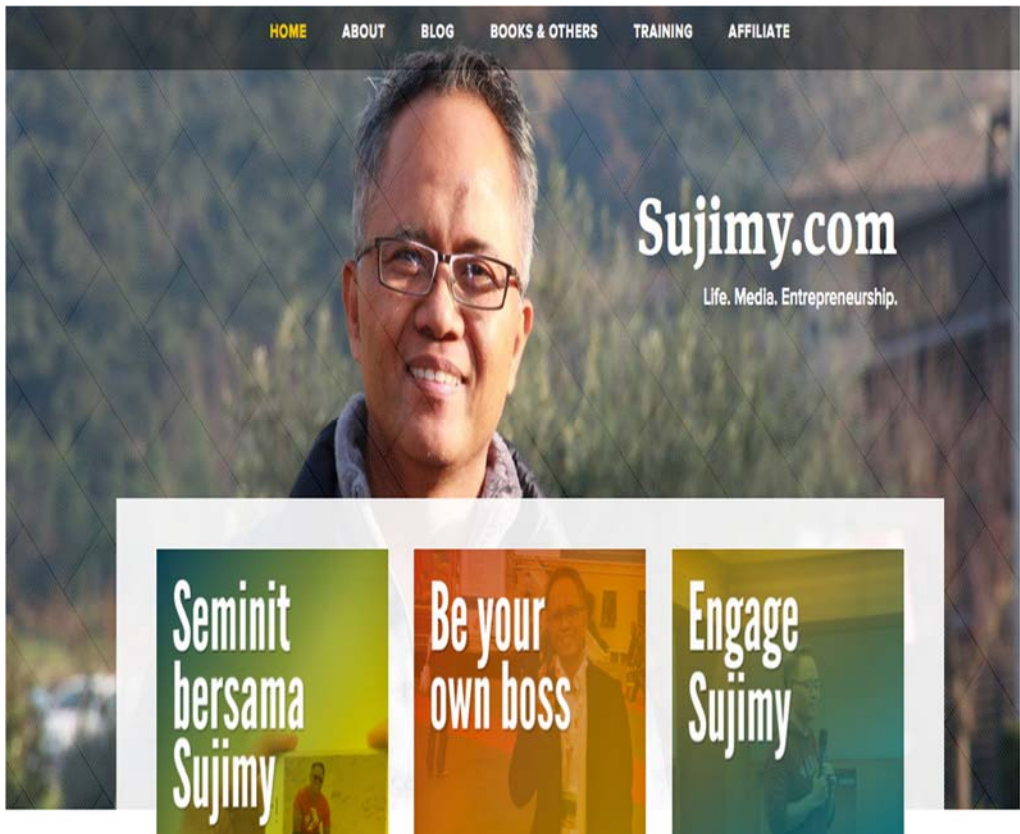 HOME ABOUT BLOG BOOKS & OTHERS TRAINING AFFILIATE
Sujimy.com
Life. Media. Entrepreneurship.
Seminit
bersama
Sujimy
Be your
own boss
Engage
Sujimy